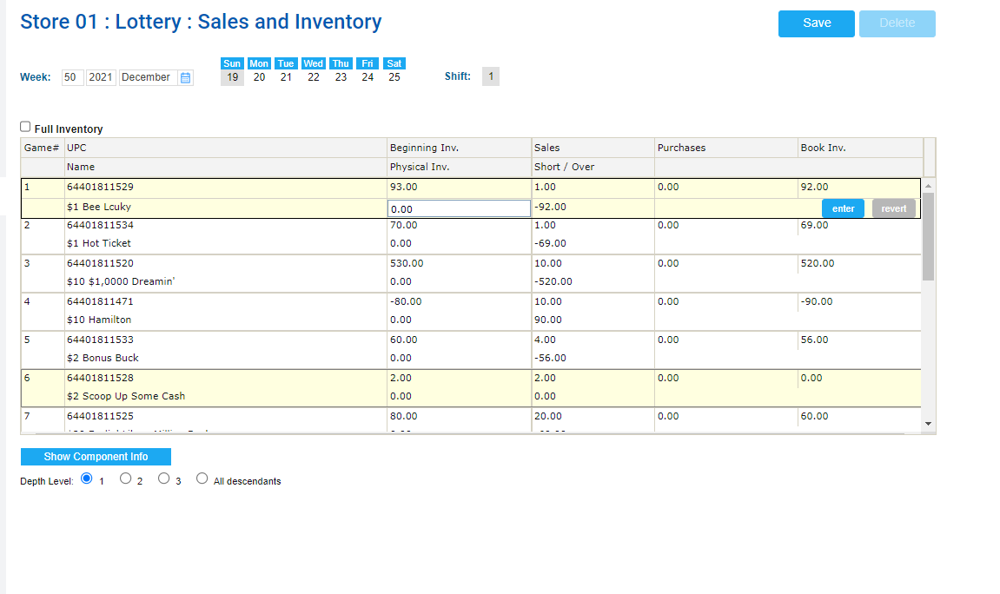 Store 01 : Lottery : Sales and Inventory
Save Delete
Sun Mon Tue Wed Thu Fri Sat
Week: 50 2021 December 19 20 21 22 23 24 25 Shift: 1
Full Inventory
Game# UPC Beginning Inv. Sales Purchases Book Inv.
Name Physical Inv. Short / Over
1 64401811529 93.00 1.00 0.00 92.00
$1 Bee Lcuky 0.00 -92.00 enter revert
2 64401811534 70.00 1.00 0.00 69.00
$1 Hot Ticket 0.00 -69.00
3 64401811520 530.00 10.00 0.00 520.00
$10 $1,0000 Dreamin' 0.00 -520.00
4 64401811471 -80.00 10.00 0.00 -90.00
$10 Hamilton 0.00 90.00
5 64401811533 60.00 4.00 0.00 56.00
$2 Bonus Buck 0.00 -56.00
6 64401811528 2.00 2.00 0.00 0.00
$2 Scoop Up Some Cash 0.00 0.00
7 64401811525 80.00 20.00 0.00 60.00
Show Component Info
Depth Level: 1 2 3 All descendants